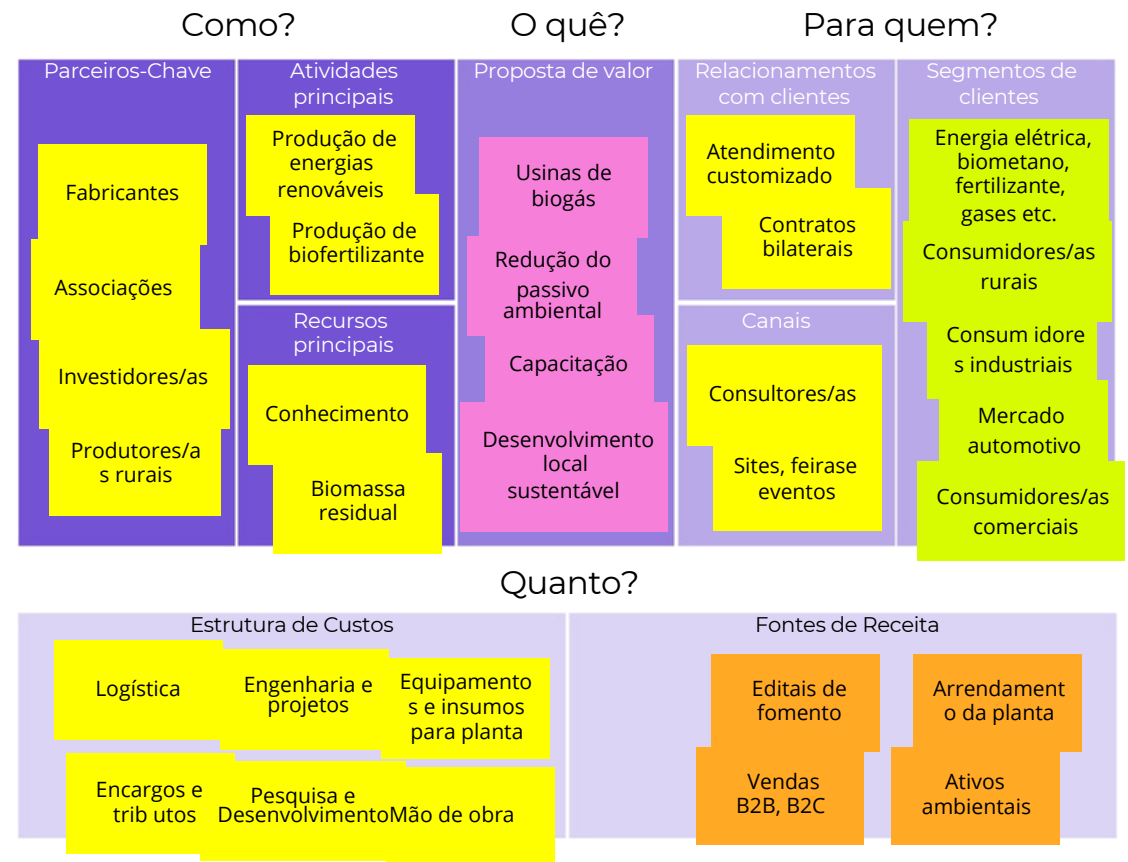 Como?
O quê?
Para quem?
Parceiros-Chave
Fabricantes
Associações
Investidores/as
Produtores/a
s rurais
Atividades
principais
Produção de
energias
renováveis
Produção de
biofertilizante
Recursos
principais
Conhecimento
Biomassa
residual
Proposta de valor
Usinas de
biogás
Redução do
passivo
ambiental
Capacitação
Desenvolvimento
local
sustentável
Relacionamentos
com clientes
Atendimento
customizado
Contratos
bilaterais
Canais
Consultores/as
Sites, feirase
eventos
Segmentos de
clientes
Energia elétrica,
biometano,
fertilizante,
gases etc.
Consumidores/as
rurais
Consum idore
s industriais
Mercado
automotivo
Consumidores/as
comerciais
Quanto?
Estrutura de Custos
Logística
Engenharia e
projetos
Equipamento
s e insumos
para planta
Encargos e
trib utos
Pesquisa e
Desenvolvimento
Mão de obra
Fontes de Receita
Editais de
fomento
Arrendament
o da planta
Vendas
B2B, B2C
Ativos
ambientais